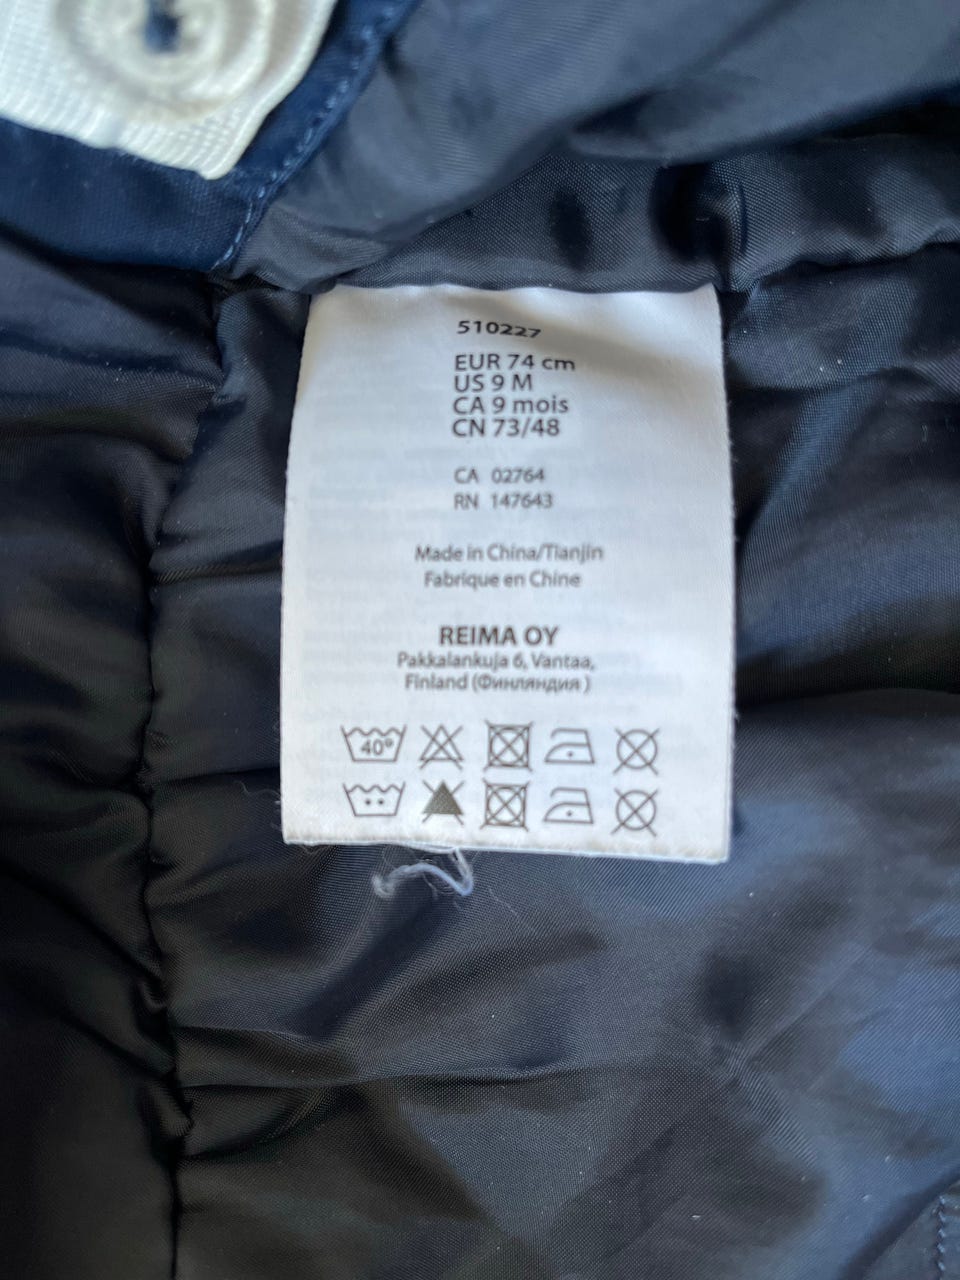 510227
EUR 74 cm
US 9 M
CA 9 mois
CN 73/48
CA 02764
RN 147643
Made in China/Tianjin
Fabrique en Chine
REIMA OY
Pakkalankuja 6, Vantaa,
Finland (Финляндия )
40°